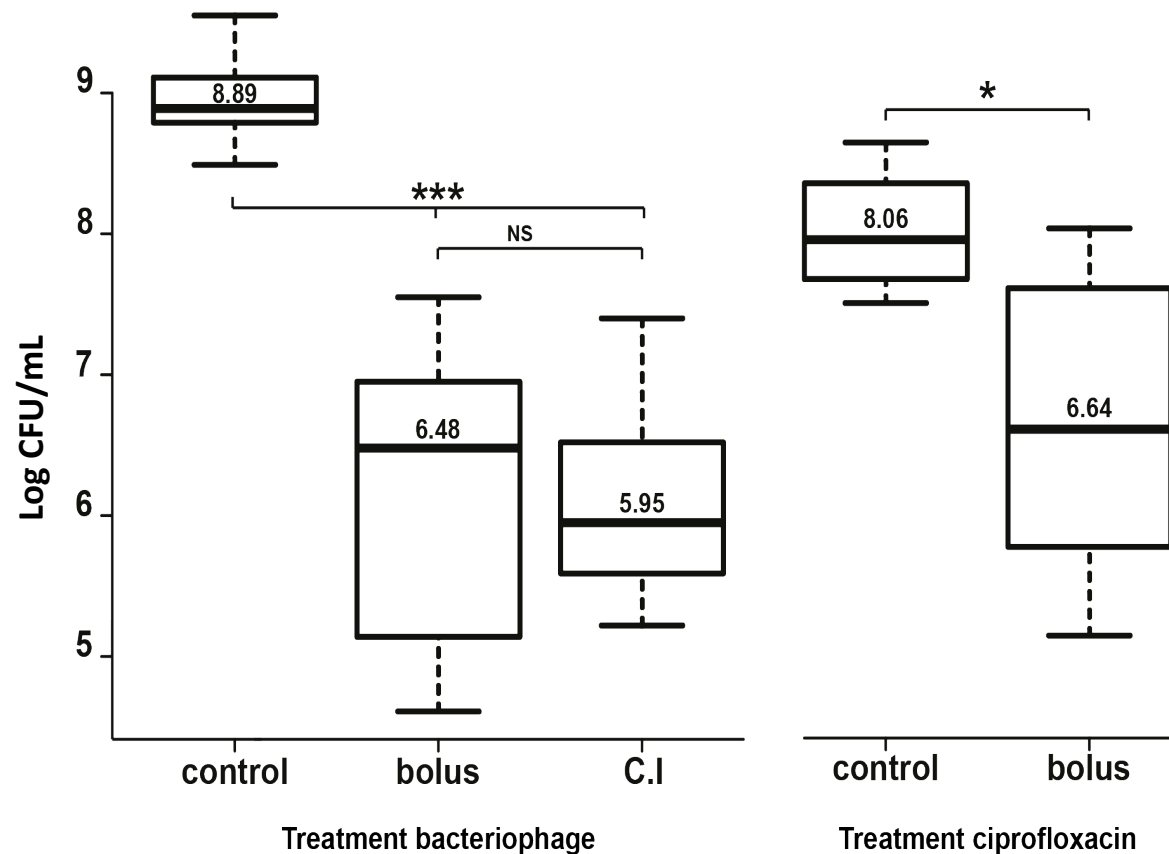 Log CFU/mL
9
8
7
6
5
8.89
***
NS
6.48
5.95
*
8.06
6.64
control bolus C.I
control bolus
Treatment bacteriophage
Treatment ciprofloxacin